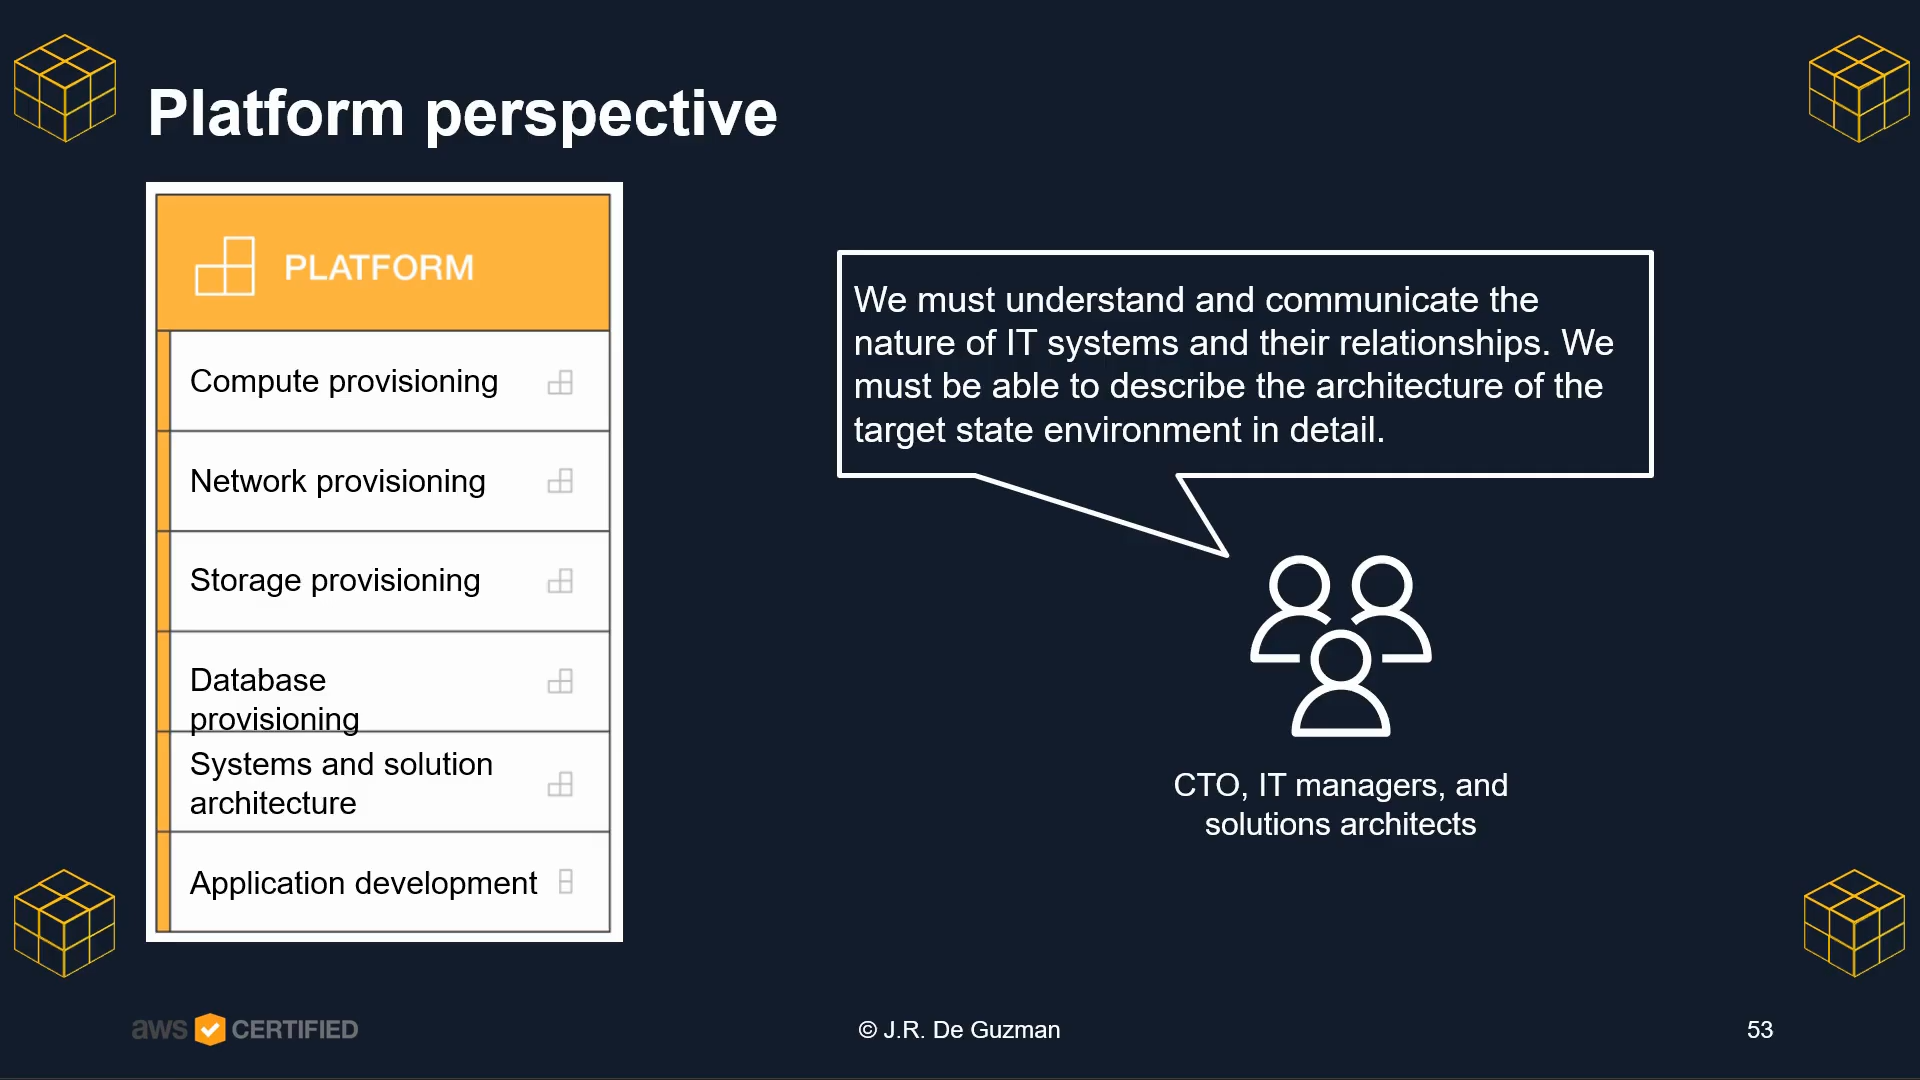 Platform perspective
PLATFORM
Compute provisioning
Network provisioning
Storage provisioning
Database
provisioning
Systems and solution
architecture
Application development
We must understand and communicate the
nature of IT systems and their relationships. We
must be able to describe the architecture of the
target state environment in detail.
CTO, IT managers, and
solutions architects
aws CERTIFIED
© J.R. De Guzman
53